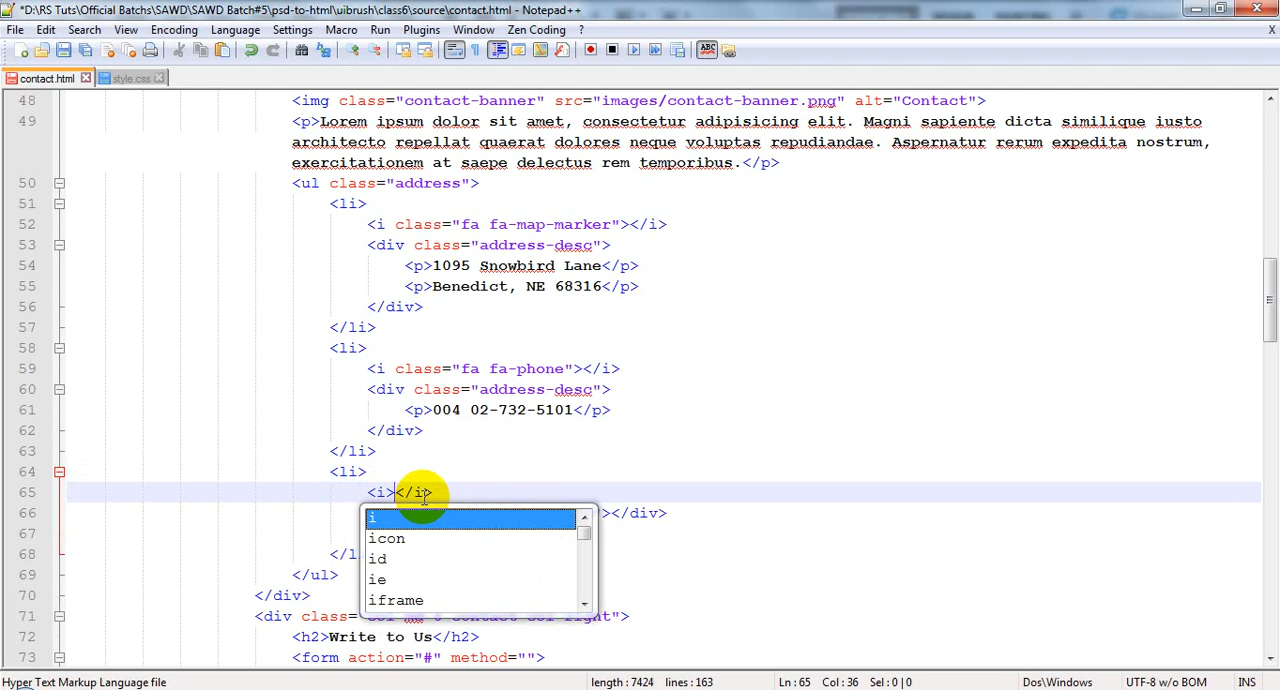 *D:\RS Tuts\Official Batchs\SAWD\SAWD Batch#5\psd-to-html\uibrush\class6\source\contact.html - Notepad++
File Edit Search View Encoding Language Settings Macro Run Plugins Window Zen Coding ? X
contact.html style.css
48 <img class="contact-banner" src="images/contact-banner.png" alt="Contact">
49 <p>Lorem ipsum dolor sit amet, consectetur adipisicing elit. Magni sapiente dicta similique iusto
architecto repellat quaerat dolores neque voluptas repudiandae. Aspernatur rerum expedita nostrum,
exercitationem at saepe delectus rem temporibus.</p>
50 <ul class="address">
51 <li>
52 <i class="fa fa-map-marker"></i>
53 <div class="address-desc">
54 <p>1095 Snowbird Lane</p>
55 <p>Benedict, NE 68316</p>
56 </div>
57 </li>
58 <li>
59 <i class="fa fa-phone"></i>
60 <div class="address-desc">
61 <p>004 02-732-5101</p>
62 </div>
63 </li>
64 <li>
65 <i></i>
66 ></div>
67
68 </l
69 </ul>
70 </div>
71 <div class=
72 <h2>Write to Us</h2>
73 <form action="#" method="">
i
icon
id
ie
iframe
Hyper Text Markup Language file length : 7424 lines : 163 Ln : 65 Col : 36 Sel : 0 | 0 Dos\Windows UTF-8 w/o BOM INS